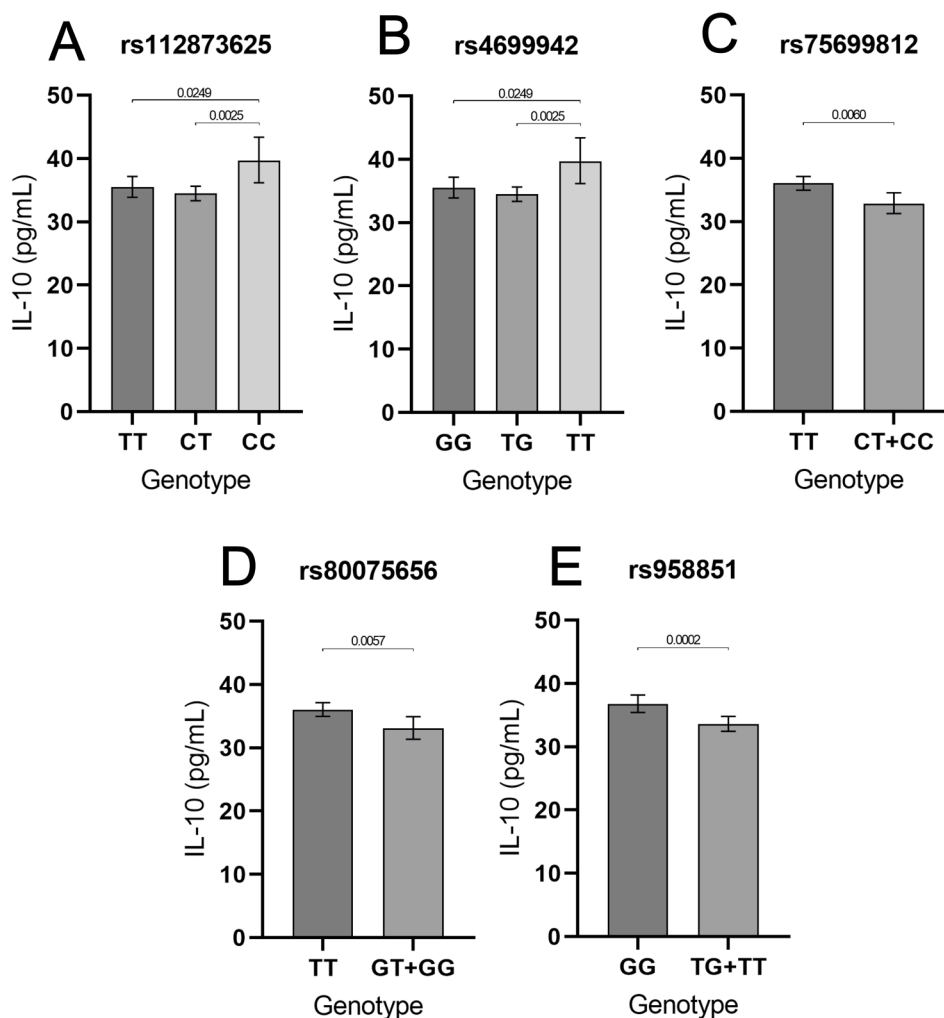 A rs112873625
50
40
30
20
10
0
IL-10 (pg/mL)
0.0249
0.0025
TT CT CC
Genotype
B rs4699942
50
40
30
20
10
0
IL-10 (pg/mL)
0.0249
0.0025
GG TG TT
Genotype
C rs75699812
50
40
30
20
10
0
IL-10 (pg/mL)
0.0060
TT CT+CC
Genotype
D rs80075656
50
40
30
20
10
0
IL-10 (pg/mL)
0.0057
TT GT+GG
Genotype
E rs958851
50
40
30
20
10
0
IL-10 (pg/mL)
0.0002
GG TG+TT
Genotype